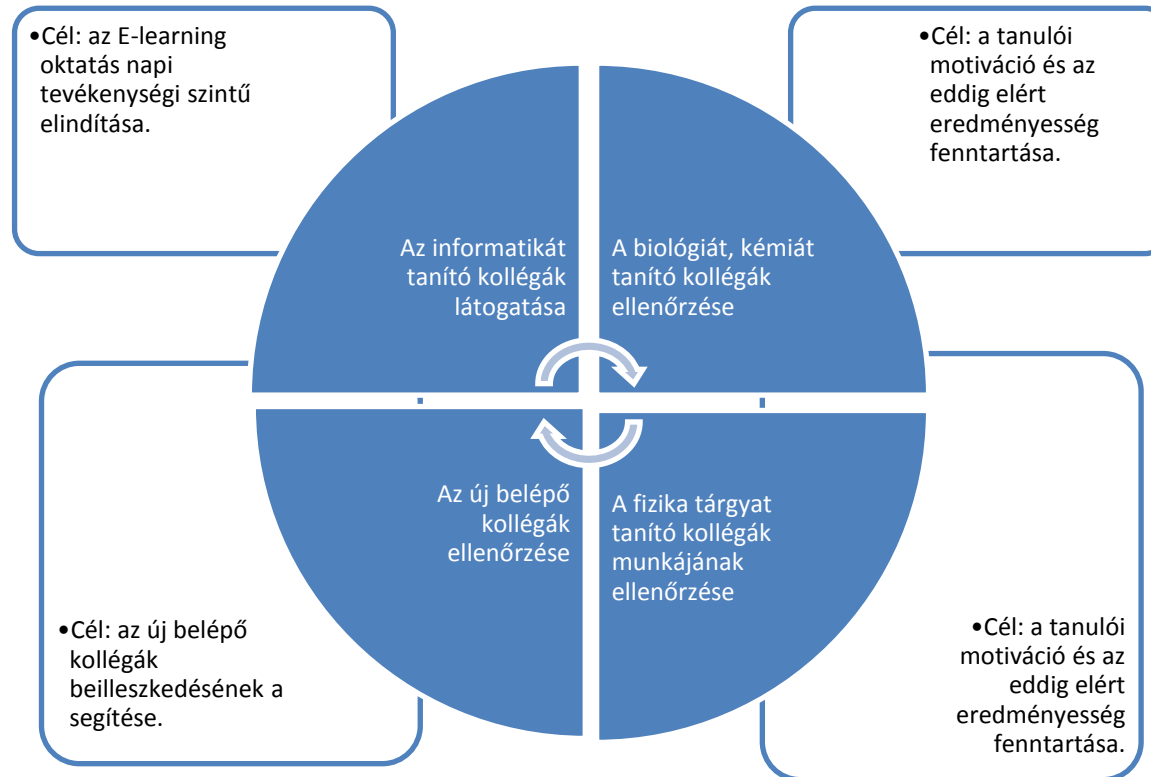 •Cél: az E-learning
oktatás napi
tevékenységi szintű
elindítása.
•Cél: a tanulói
motiváció és az
eddig elért
eredményesség
fenntartása.
Az informatikát
tanító kollégák
látogatása
A biológiát, kémiát
tanító kollégák
ellenőrzése
Az új belépő
kollégák
ellenőrzése
A fizika tárgyat
tanító kollégák
munkájának
ellenőrzése
•Cél: az új belépő
kollégák
beilleszkedésének a
segítése.
•Cél: a tanulói
motiváció és az
eddig elért
eredményesség
fenntartása.